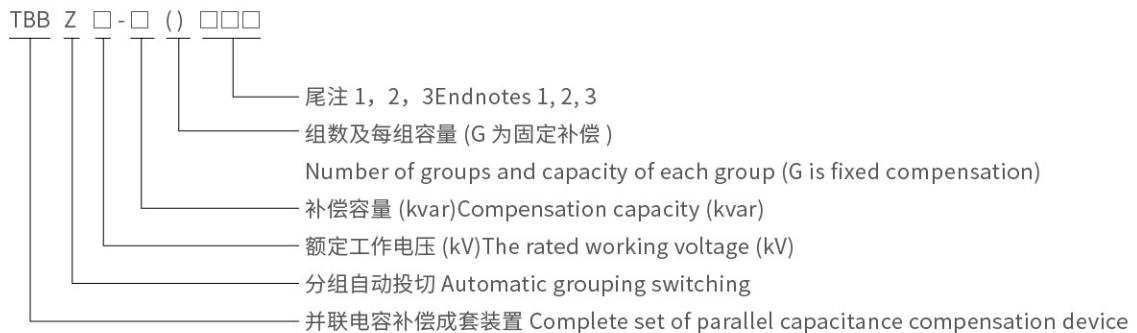 TBB Z □-□ () □□□
尾注 1，2，3Endnotes 1, 2, 3
组数及每组容量 (G 为固定补偿 )
Number of groups and capacity of each group (G is fixed compensation)
补偿容量 (kvar)Compensation capacity (kvar)
额定工作电压 (kV)The rated working voltage (kV)
分组自动投切 Automatic grouping switching
并联电容补偿成套装置 Complete set of parallel capacitance compensation device